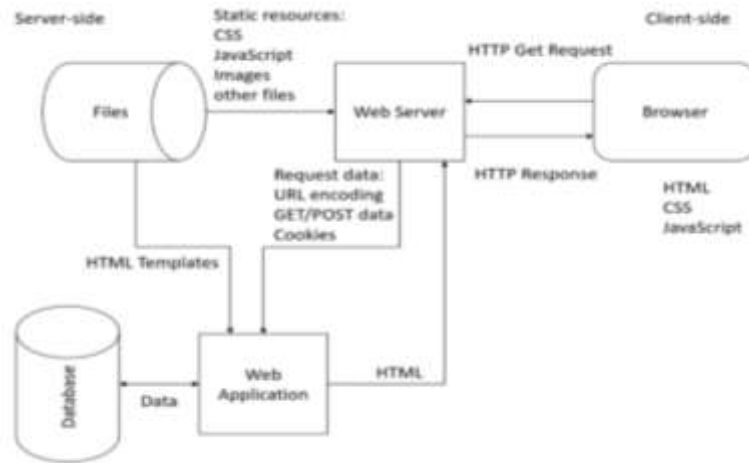 Server-side
Static resources:
CSS
JavaScript
Images
other files
Client-side
HTTP Get Request
Files
Web Server
Browser
HTTP Response
Request data:
URL encoding
GET/POST data
Cookies
HTML
CSS
JavaScript
HTML Templates
Database
Data
Web
Application
HTML